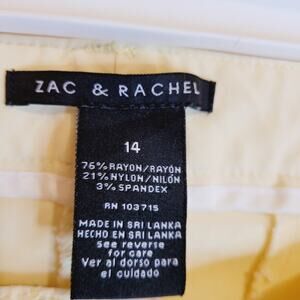 ZAC & RACHEL
14
76% RAYON/RAYÓN
21% NYLON/NILÓN
3% SPANDEX
RN 103715
MADE IN SRI LANKA
HECHO EN SRI LANKA
see reverse
for care
Ver al dorso para
el cuidado